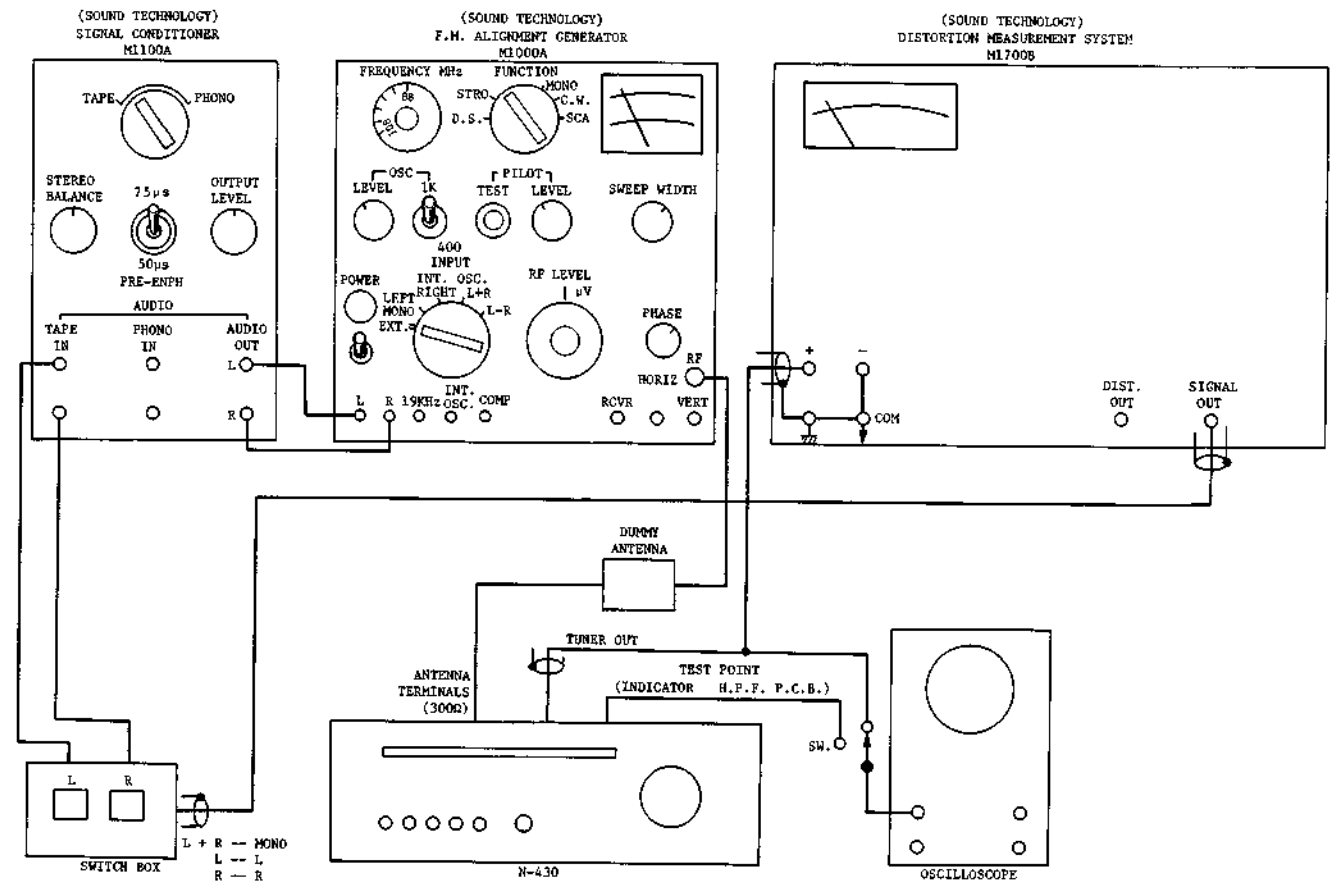 (SOUND TECHNOLOGY)
SIGNAL CONDITIONER
M1100A
TAPE
PHONO
STEREO
BALANCE
75μs
OUTPUT
LEVEL
50μs
PRE-ENPH
AUDIO
TAPE
IN
PHONO
IN
AUDIO
OUT
L
R
(SOUND TECHNOLOGY)
F.M. ALIGNMENT GENERATOR
M1000A
FREQUENCY MHz
88
108
FUNCTION
MONO
STRO
C.W.
D.S.
SCA
OSC
LEVEL
1K
400
PILOT
TEST
LEVEL
SWEEP WIDTH
INPUT
INT. OSC.
POWER
LEFT
RIGHT
L+R
MONO
L-R
EXT.
RF LEVEL
μV
PHASE
RF
HORIZ
INT.
L
R
19KHz
OSC.
COMP
RCVR
VERT
(SOUND TECHNOLOGY)
DISTORTION MEASUREMENT SYSTEM
M1700B
+
-
COM
DIST.
OUT
SIGNAL
OUT
DUMMY
ANTENNA
TUNER OUT
ANTENNA
TERMINALS
(300Ω)
TEST POINT
(INDICATOR H.P.F. P.C.B.)
SW.
L
R
L + R -- MONO
L -- L
R -- R
SWITCH BOX
N-430
OSCILLOSCOPE